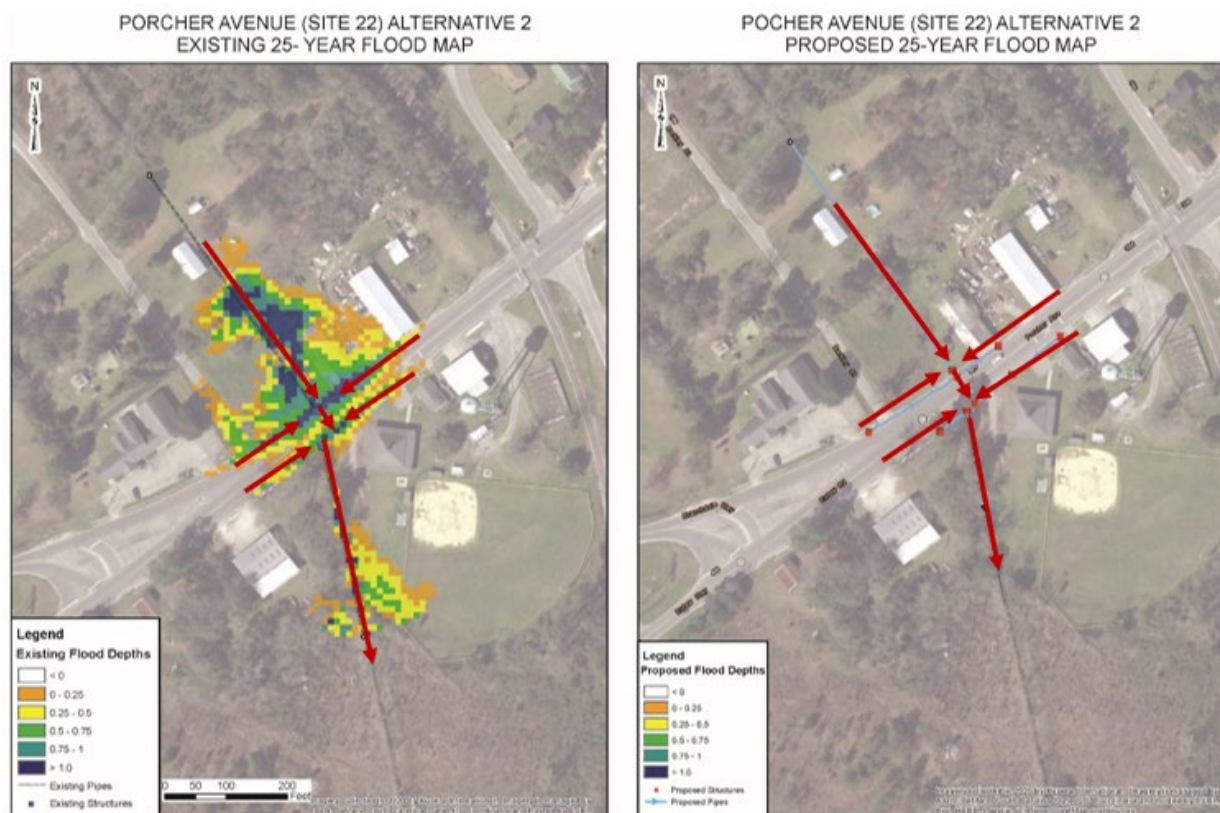 PORCHER AVENUE (SITE 22) ALTERNATIVE 2
EXISTING 25- YEAR FLOOD MAP
N
Legend
Existing Flood Depths
< 0
0 - 0.25
0.25 - 0.5
0.5 - 0.75
0.75 - 1
> 1.0
Existing Pipes
Existing Structures
0 50 100 200
Feet
POCHER AVENUE (SITE 22) ALTERNATIVE 2
PROPOSED 25-YEAR FLOOD MAP
N
Porcher Ave
Legend
Proposed Flood Depths
< 0
0 - 0.25
0.25 - 0.5
0.5 - 0.75
0.75 - 1
> 1.0
Proposed Structures
Proposed Pipes